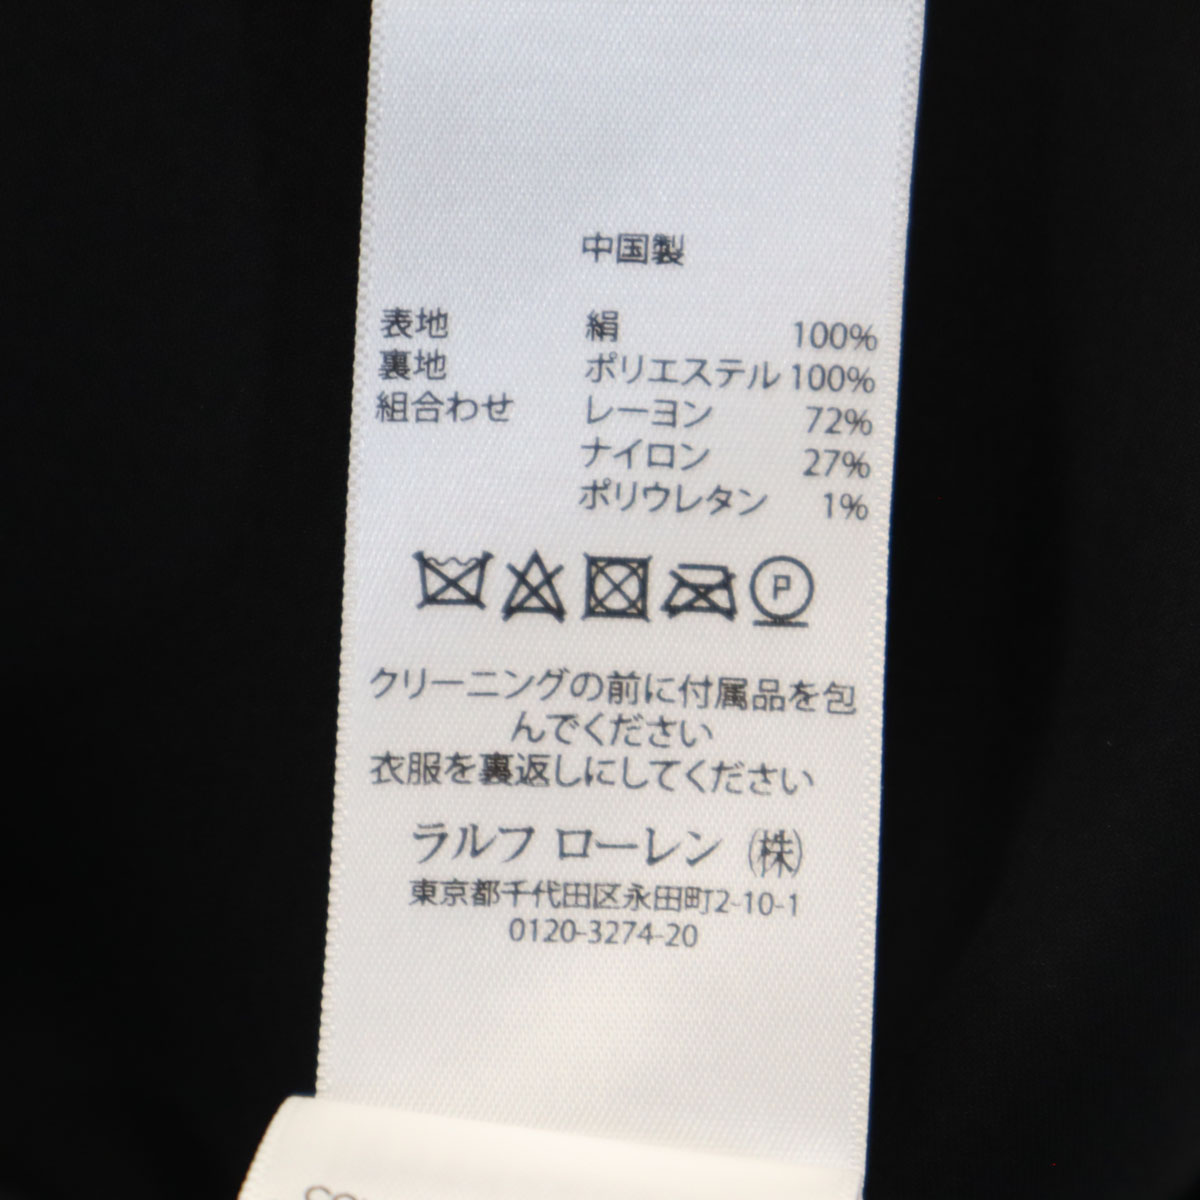 中国製
表地 絹 100%
裏地 ポリエステル 100%
組合わせ レーヨン 72%
ナイロン 27%
ポリウレタン 1%
P
クリーニングの前に付属品を包
んでください
衣服を裏返しにしてください
ラルフ ローレン (株)
東京都千代田区永田町2-10-1
0120-3274-20